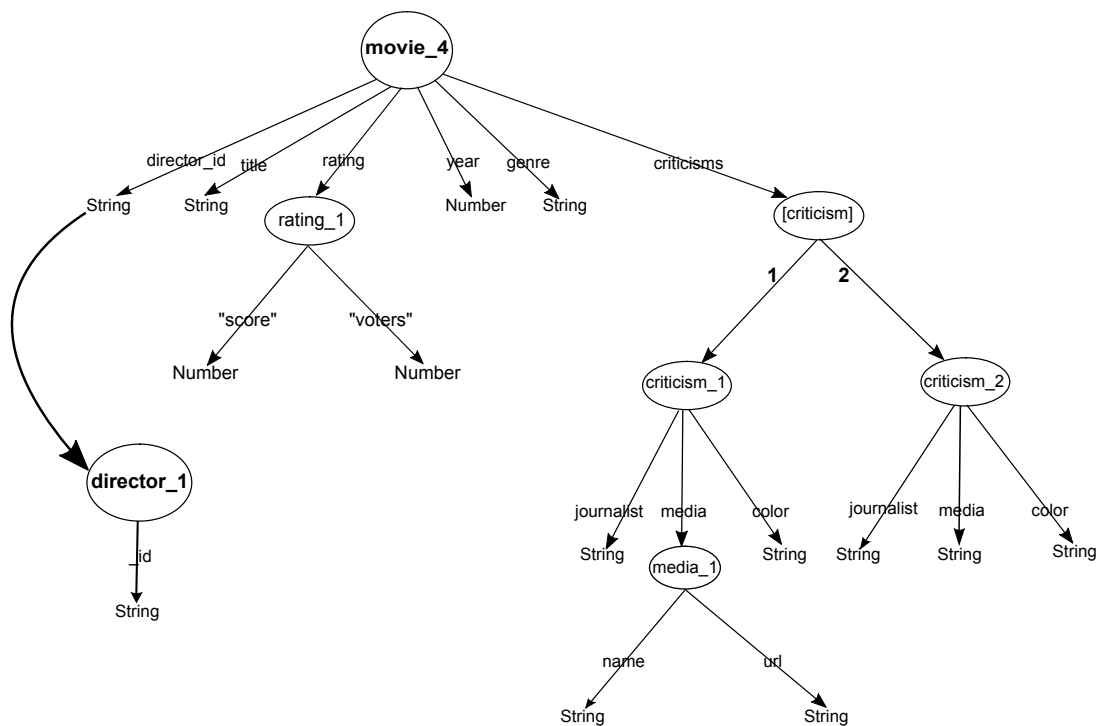 movie_4
director_id
title
rating
year
genre
criticisms
String
String
rating_1
Number
String
[criticism]
1
2
"score"
"voters"
Number
Number
criticism_1
criticism_2
director_1
_id
String
journalist
media
color
journalist
media
color
String
media_1
String
String
String
String
name
url
String
String